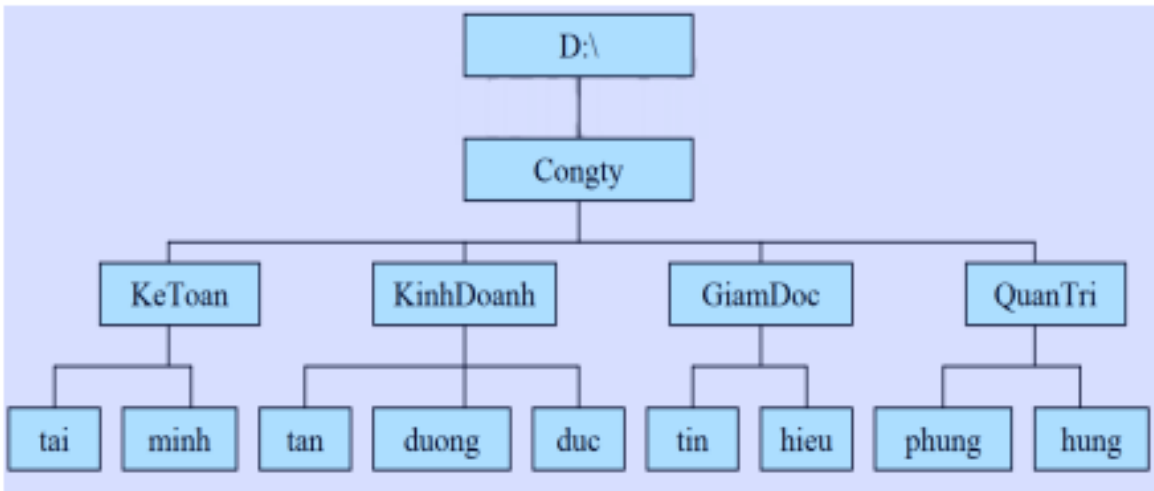 D:\
Congty
KeToan KinhDoanh GiamDoc QuanTri
tai minh tan duong duc tin hieu phung hung